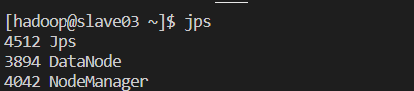 [hadoop@slave03 ~]$ jps
4512 Jps
3894 DataNode
4042 NodeManager